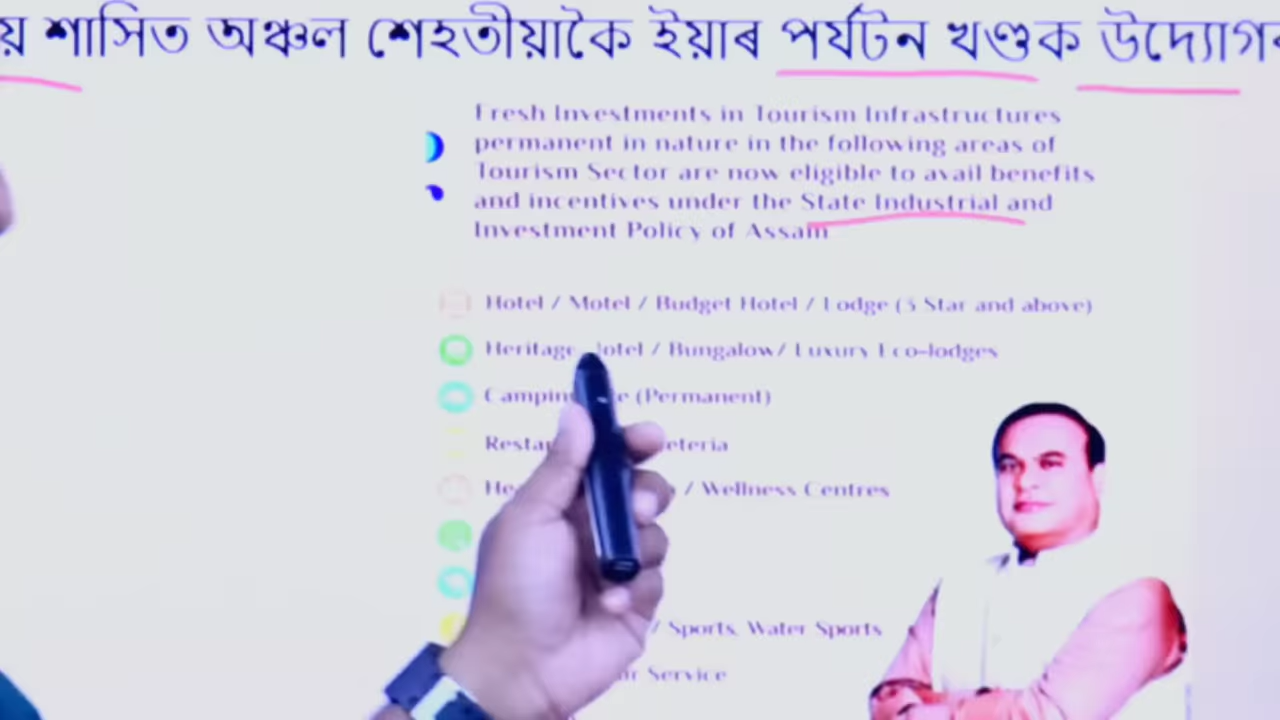 য় শাসিত অঞ্চল শেহতীয়াকৈ ইয়াৰ পৰ্যটন খণ্ডক উদ্যোগৰ
Fresh Investments in Tourism Infrastructures
permanent in nature in the following areas of
Tourism Sector are now eligible to avail benefits
and incentives under the State Industrial and
Investment Policy of Assam
Hotel / Motel / Budget Hotel / Lodge (3 Star and above)
Heritage / Bungalow/ Luxury Eco-lodges
(Permanent)
/ Wellness Centres
/ Sports, Water Sports
Service